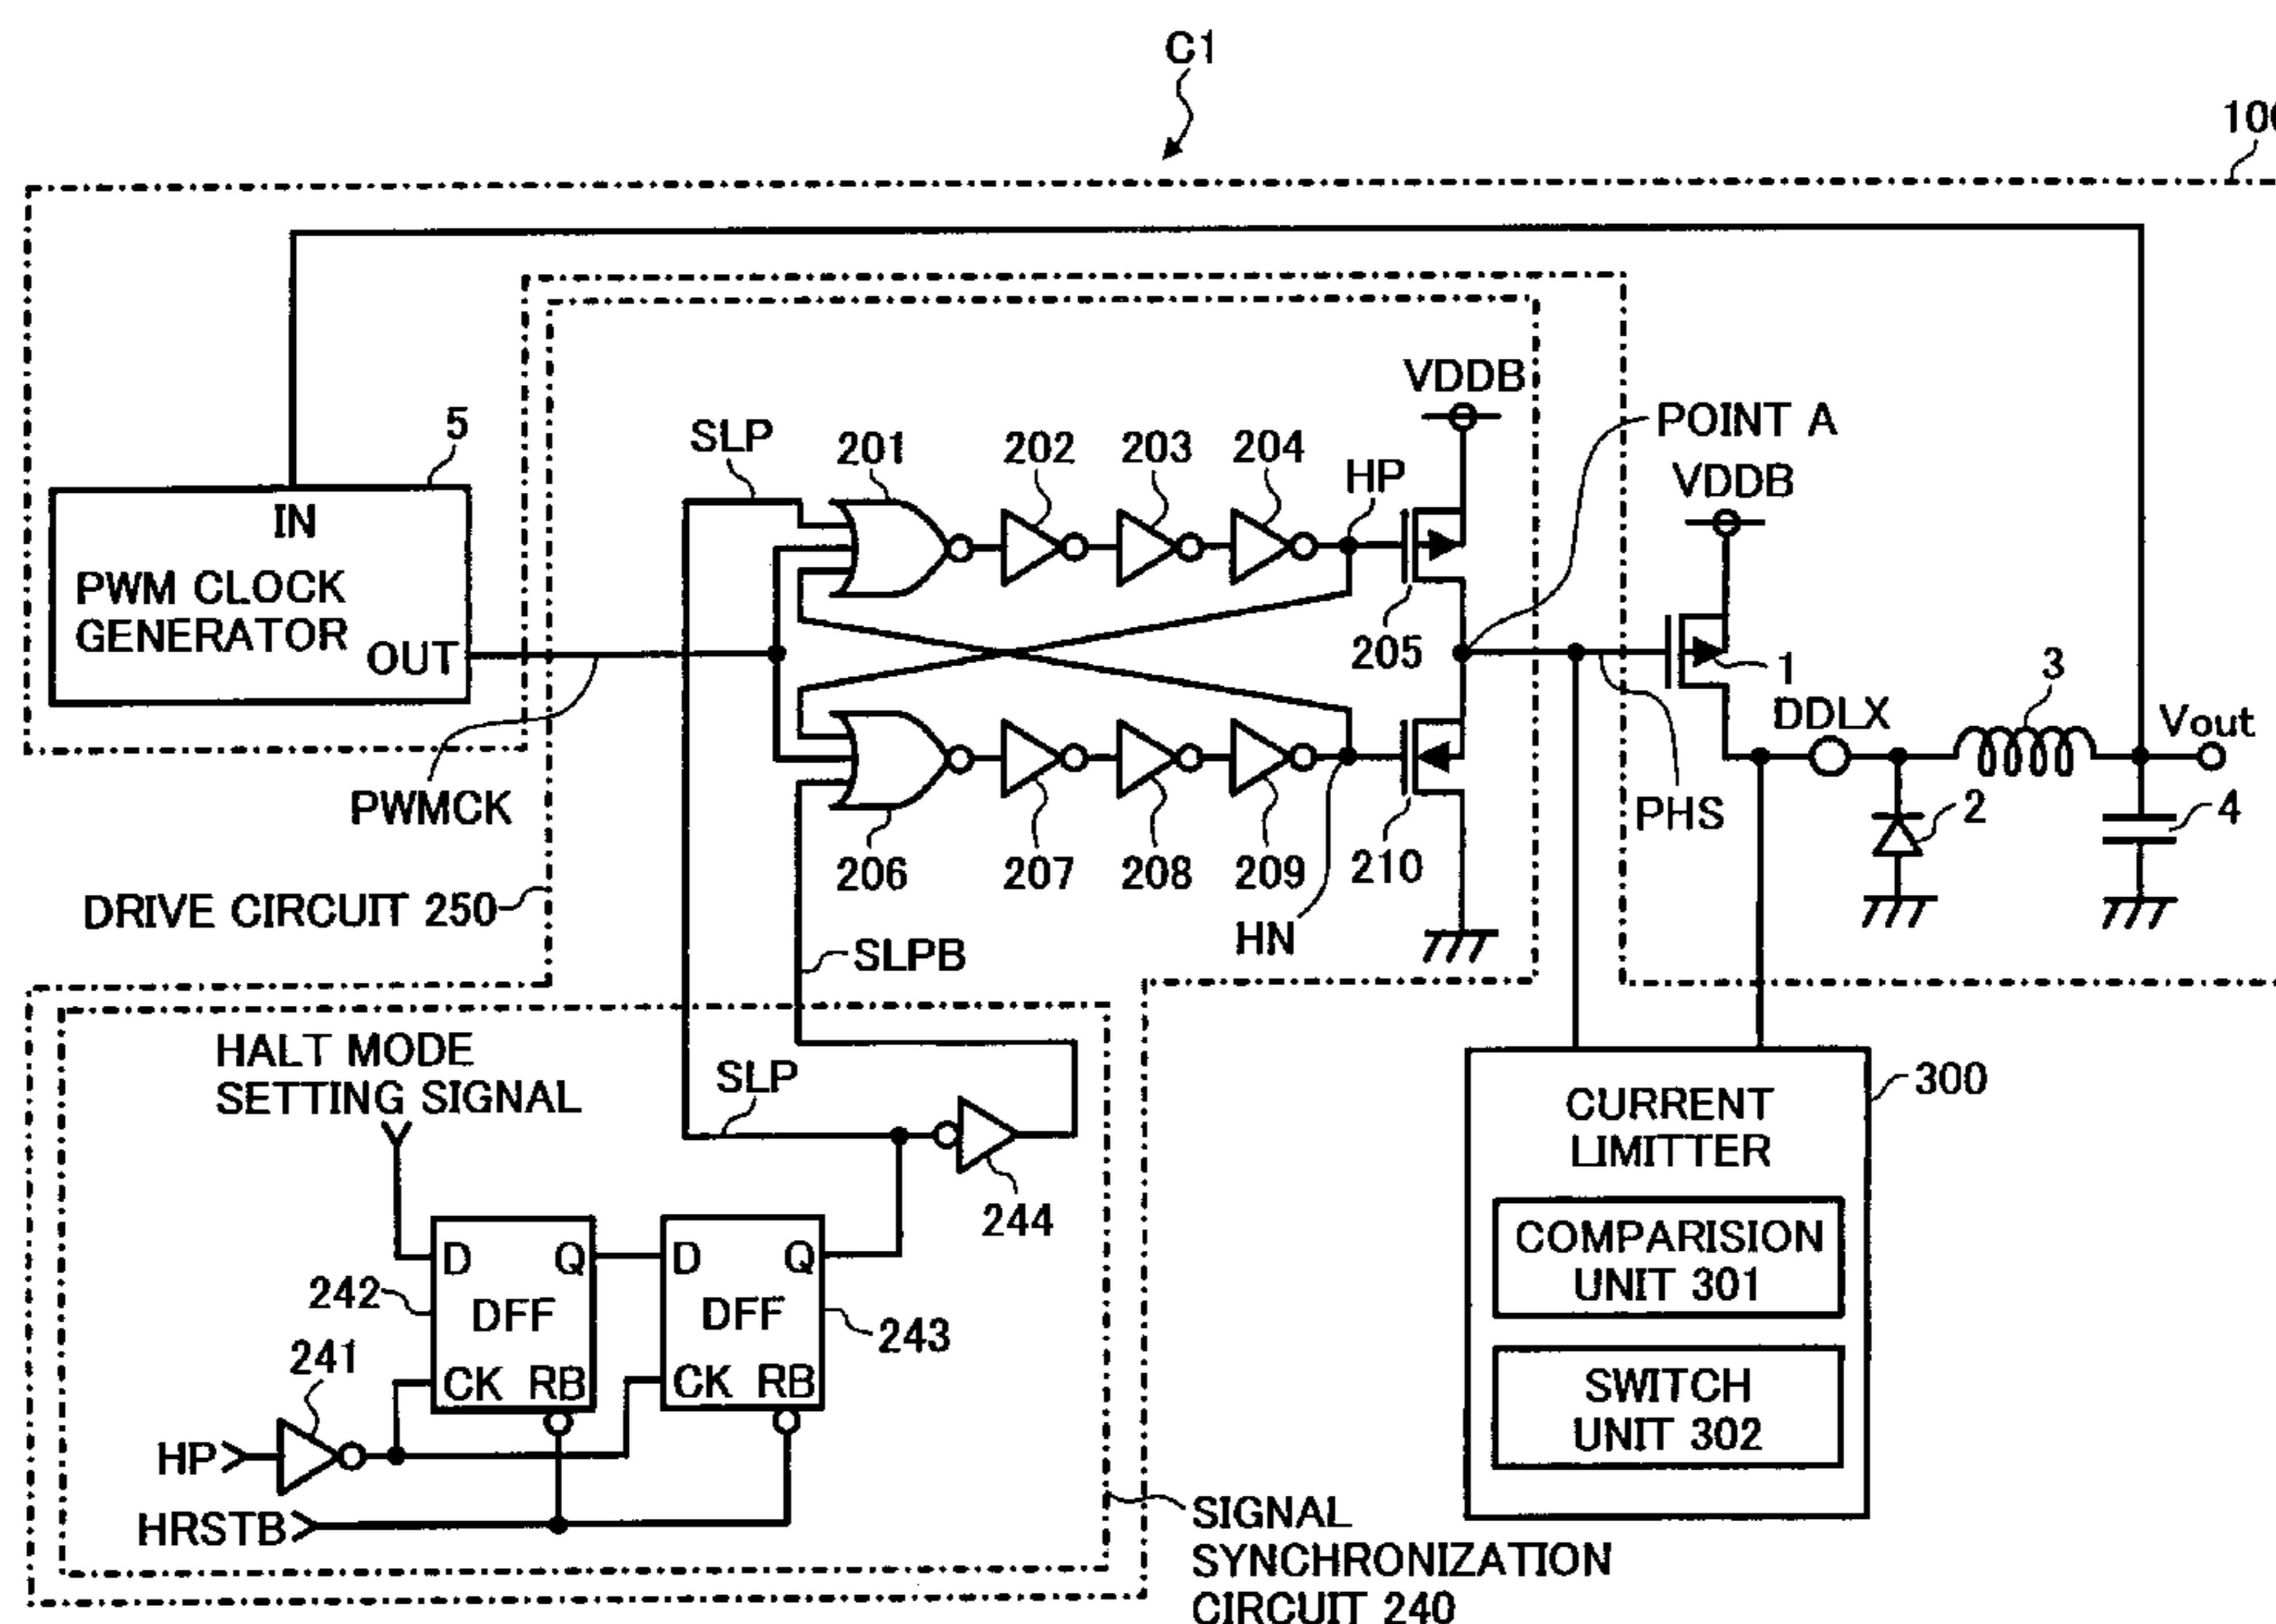 C1
100
5
IN
PWM CLOCK
GENERATOR
OUT
PWMCK
SLP
201
202
203
204
HP
VDDB
205
POINT A
VDDB
1
DDLX
3
Vout
PHS
2
4
206
207
208
209
210
HN
DRIVE CIRCUIT 250
SLPB
HALT MODE
SETTING SIGNAL
SLP
244
D
Q
DFF
CK
RB
242
D
Q
DFF
CK
RB
243
241
HP
HRSTB
SIGNAL
SYNCHRONIZATION
CIRCUIT 240
300
CURRENT
LIMITTER
COMPARISION
UNIT 301
SWITCH
UNIT 302